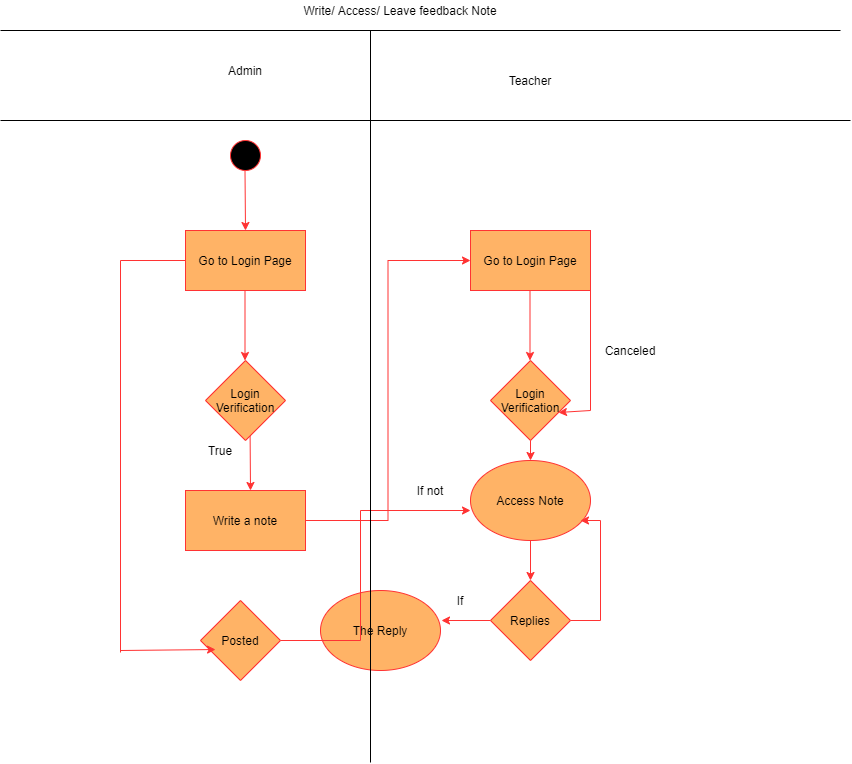 Write/ Access/ Leave feedback Note
Admin
Teacher
Go to Login Page
Go to Login Page
Canceled
Login
Verification
Login
Verification
True
If not
Write a note
Access Note
If
Posted
The Reply
Replies